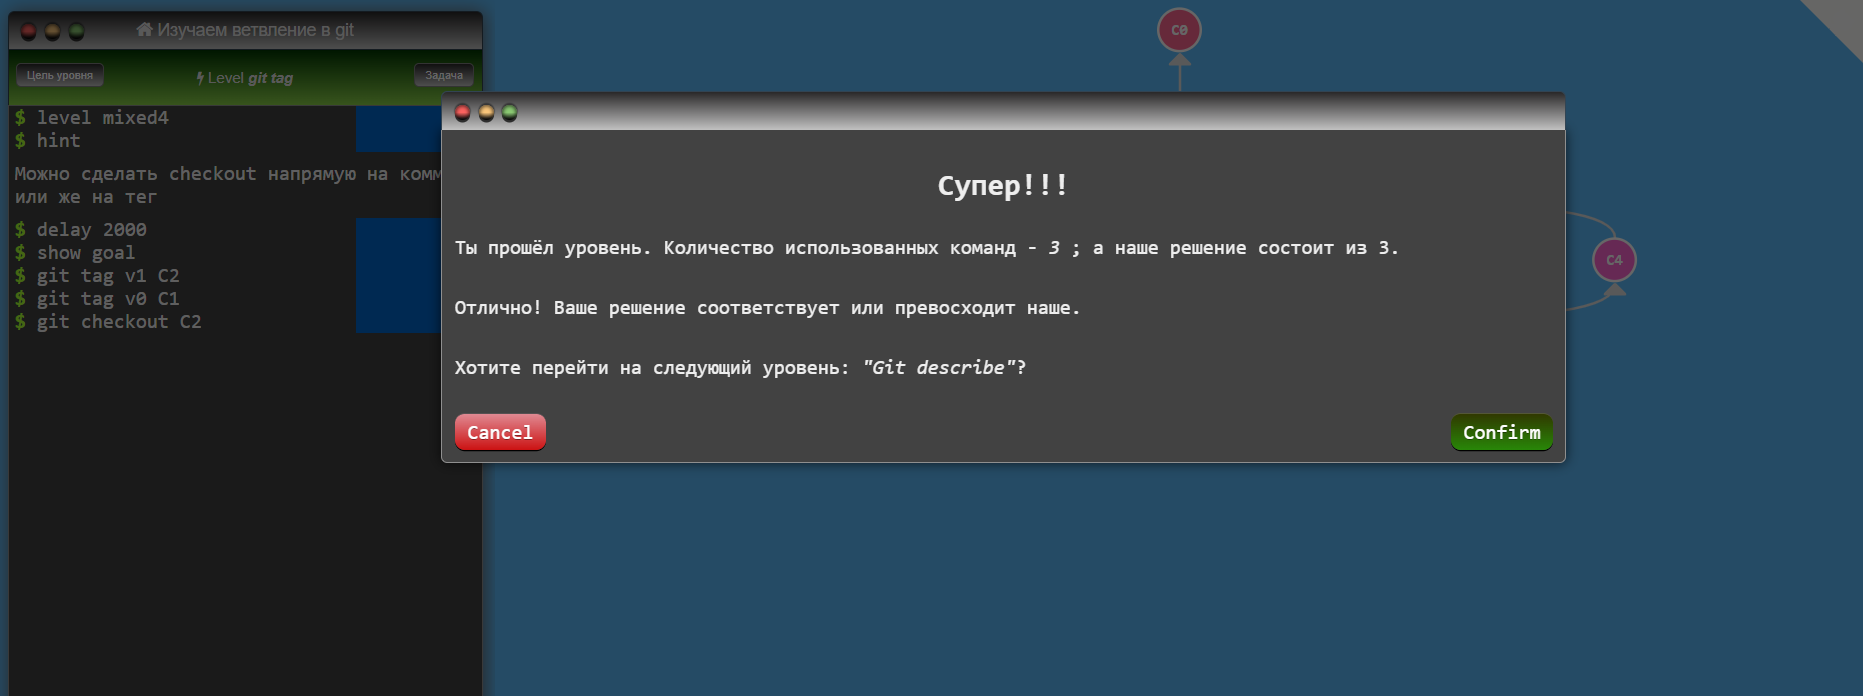 Изучаем ветвление в git
Цель уровня
Level git tag
Задача
$ level mixed4
$ hint
Можно сделать checkout напрямую на комм
или же на тег
$ delay 2000
$ show goal
$ git tag v1 C2
$ git tag v0 C1
$ git checkout C2
C0
Супер!!!
Ты прошёл уровень. Количество использованных команд - 3 ; а наше решение состоит из 3.
Отлично! Ваше решение соответствует или превосходит наше.
Хотите перейти на следующий уровень: "Git describe"?
Cancel
Confirm
C4